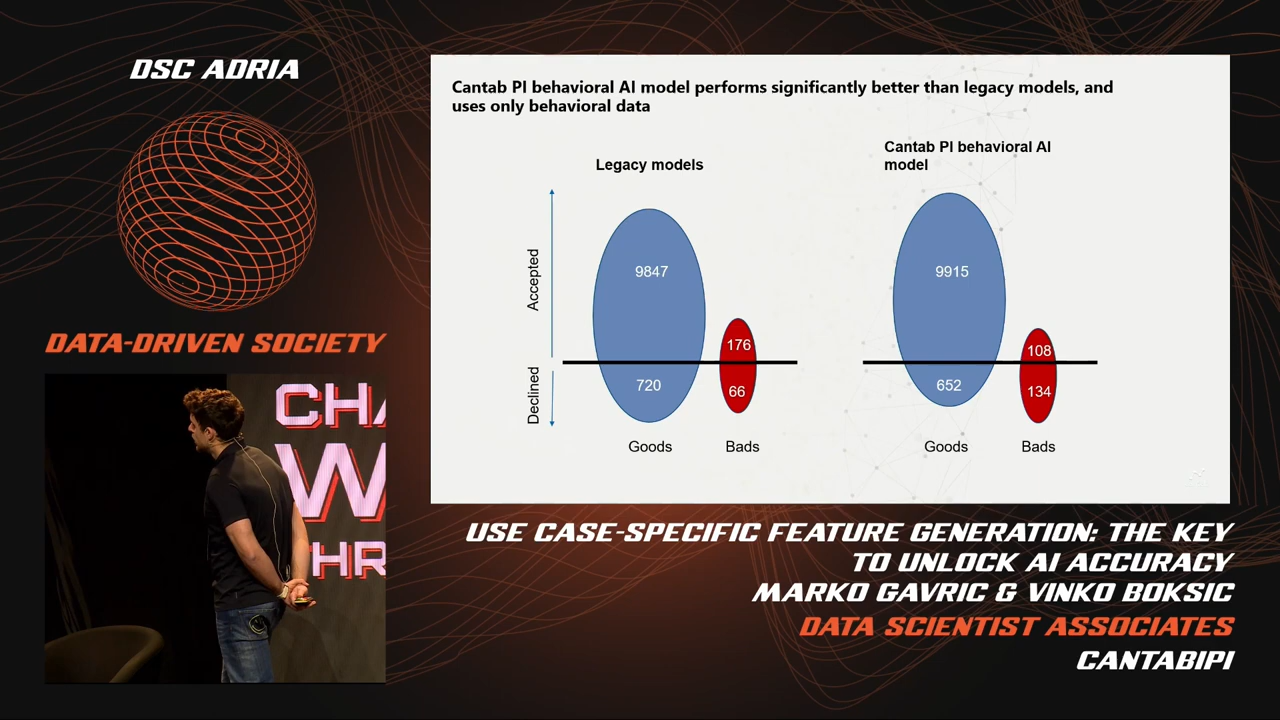 DSC ADRIA
DATA-DRIVEN SOCIETY
CHA
W
HR
Cantab PI behavioral AI model performs significantly better than legacy models, and
uses only behavioral data
Legacy models
Cantab PI behavioral AI
model
Accepted
Declined
9847
176
720
66
Goods
Bads
9915
108
652
134
Goods
Bads
USE CASE-SPECIFIC FEATURE GENERATION: THE KEY
TO UNLOCK AI ACCURACY
MARKO GAVRIC & VINKO BOKSIC
DATA SCIENTIST ASSOCIATES
CANTABIPI